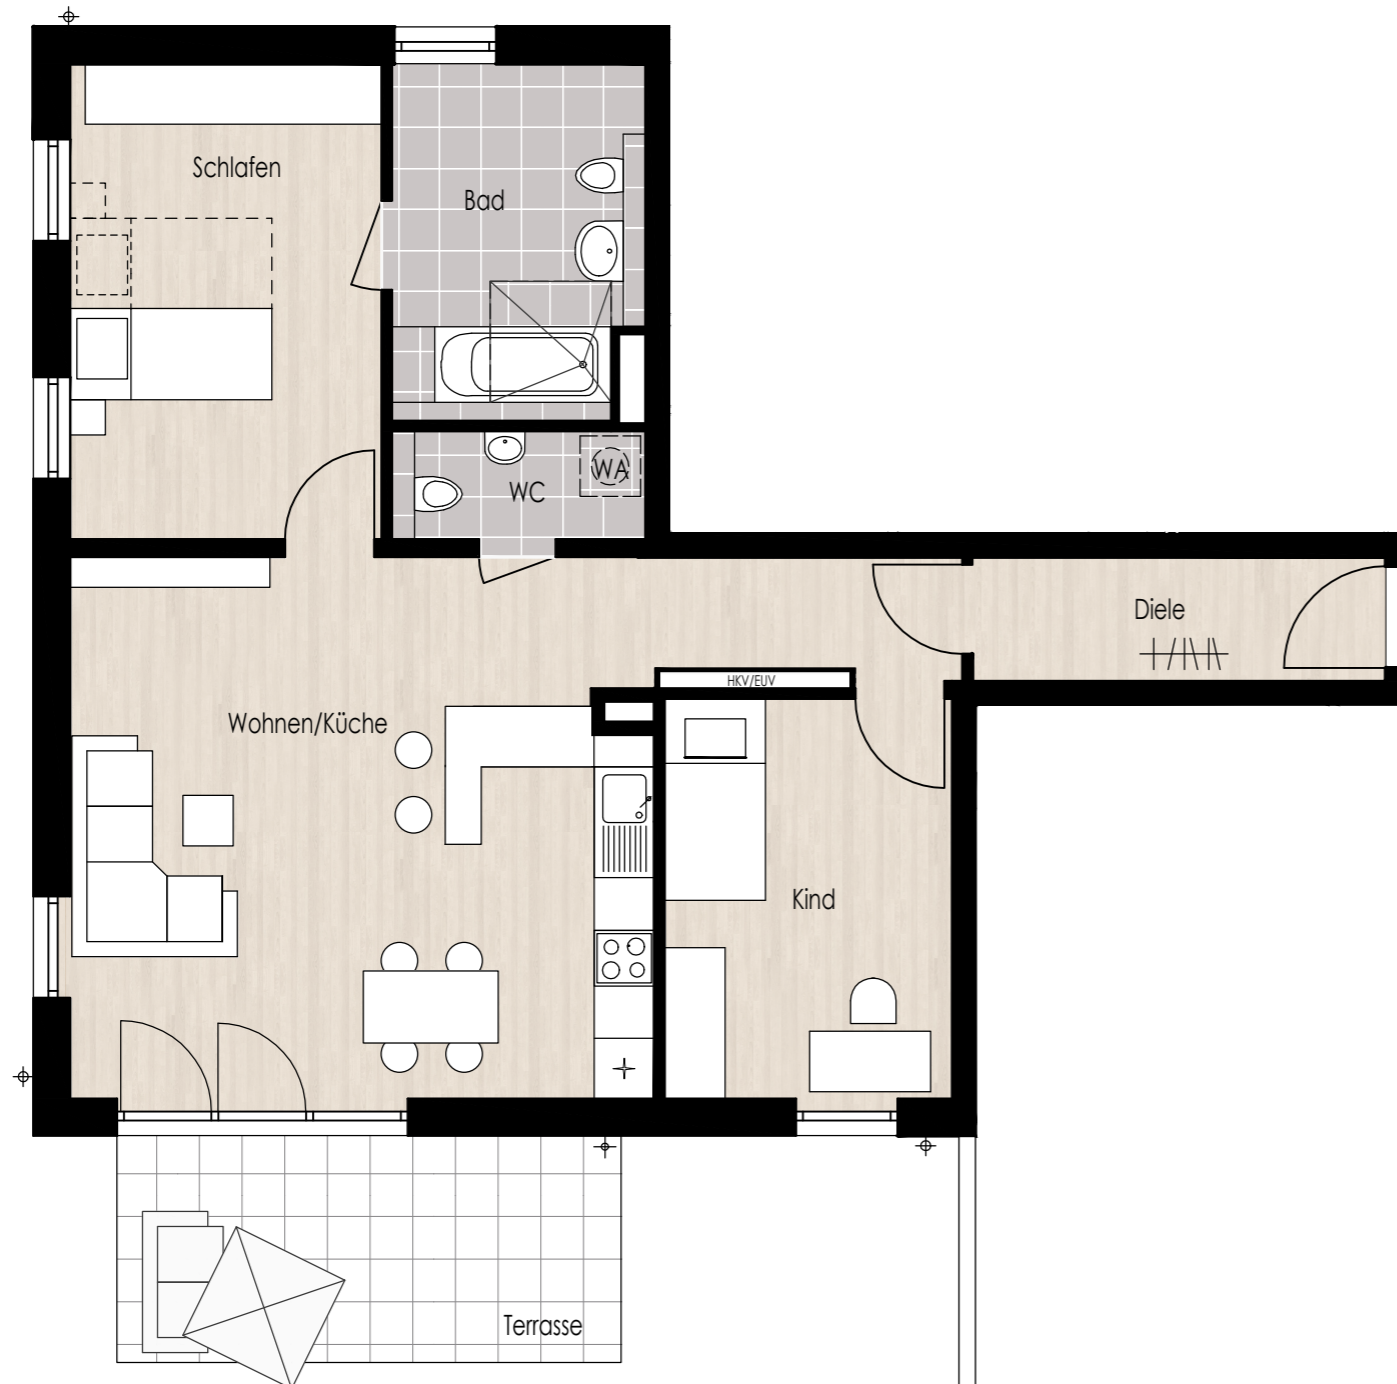 Schlafen
Bad
WA
WC
Diele
HKV/EUV
Wohnen/Küche
Kind
Terrasse